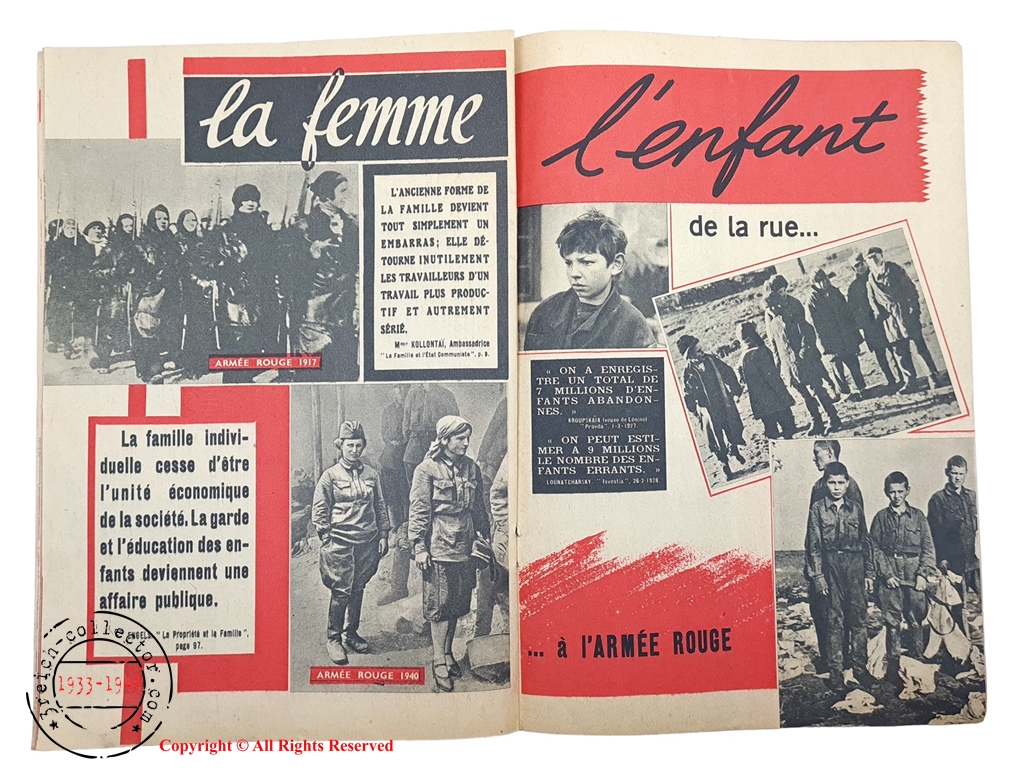 la femme
L'ANCIENNE FORME DE
LA FAMILLE DEVIENT
TOUT SIMPLEMENT UN
EMBARRAS; ELLE DÉ-
TOURNE INUTILEMENT
LES TRAVAILLEURS D'UN
TRAVAIL PLUS PRODUC-
TIF ET AUTREMENT
SÉRIÉ.
Mme KOLLONTAÏ, Ambassadrice
"La Famille et l'État Communiste", p. 9.
ARMÉE ROUGE 1917
La famille indivi-
duelle cesse d'être
l'unité économique
de la société. La garde
et l'éducation des en-
fants deviennent une
affaire publique.
ENGELS "La Propriété et la Famille",
page 97.
ARMÉE ROUGE 1940
l'enfant
de la rue...
« ON A ENREGIS-
TRE UN TOTAL DE
7 MILLIONS D'EN-
FANTS ABANDON-
NES. »
KROUPSKAÏA (veuve de Lénine)
"Pravda", 1-3-1927.
« ON PEUT ESTI-
MER A 9 MILLIONS
LE NOMBRE DES EN-
FANTS ERRANTS. »
LOUNATCHARSKY "Isvestia", 26-2-1928.
... à l'ARMÉE ROUGE
3reich-collector.com
Copyright © All Rights Reserved